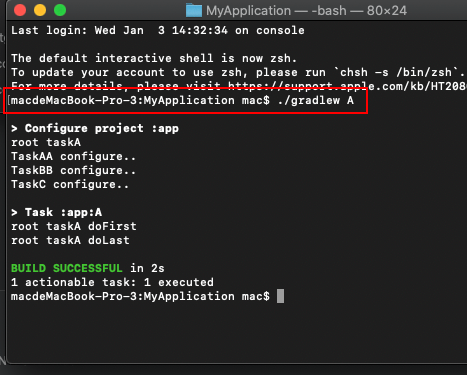 MyApplication — -bash — 80×24
Last login: Wed Jan  3 14:32:34 on console
The default interactive shell is now zsh.
To update your account to use zsh, please run `chsh -s /bin/zsh`.
For more details, please visit https://support.apple.com/kb/HT208
[macdeMacBook-Pro-3:MyApplication mac$ ./gradlew A
> Configure project :app
root taskA
TaskAA configure..
TaskBB configure..
TaskC configure..
> Task :app:A
root taskA doFirst
root taskA doLast
BUILD SUCCESSFUL in 2s
1 actionable task: 1 executed
macdeMacBook-Pro-3:MyApplication mac$